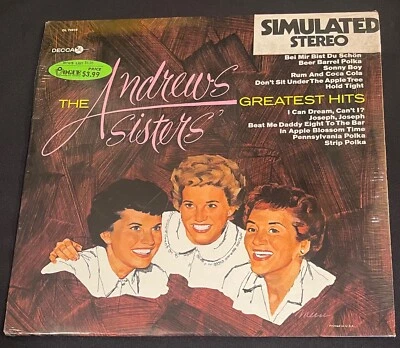 DECCA
SIMULATED
STEREO
PRICE
$3.99
THE Andrews
Sisters'
GREATEST HITS
Bei Mir Bist Du Schön
Beer Barrel Polka
Sonny Boy
Rum And Coca Cola
Don't Sit Under The Apple Tree
Hold Tight
I Can Dream, Can't I?
Joseph, Joseph
Beat Me Daddy Eight To The Bar
In Apple Blossom Time
Pennsylvania Polka
Strip Polka